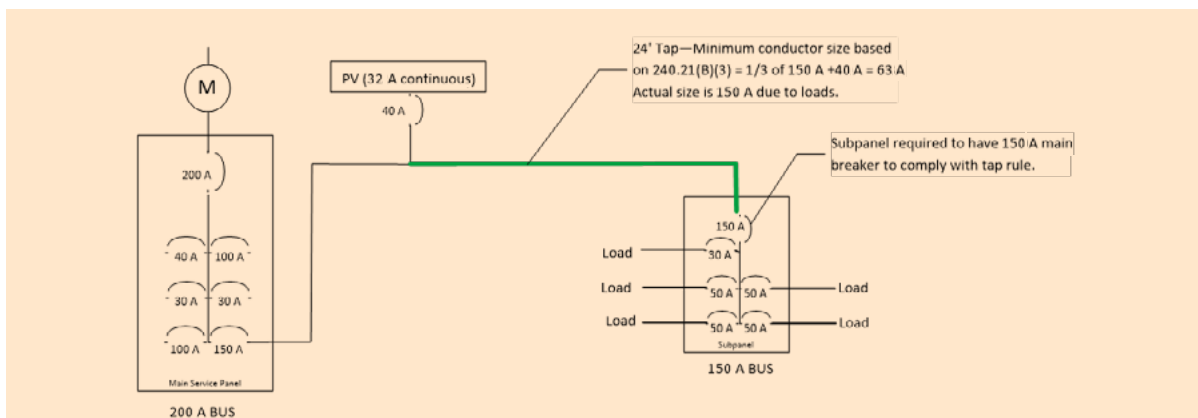 24' Tap—Minimum conductor size based
on 240.21(B)(3) = 1/3 of 150 A +40 A = 63 A
Actual size is 150 A due to loads.
M
PV (32 A continuous)
40 A
Subpanel required to have 150 A main
breaker to comply with tap rule.
200 A
150 A
40 A 100 A
Load 30 A
30 A 30 A
Load 50 A 50 A Load
100 A 150 A
Load 50 A 50 A Load
Subpanel
150 A BUS
Main Service Panel
200 A BUS